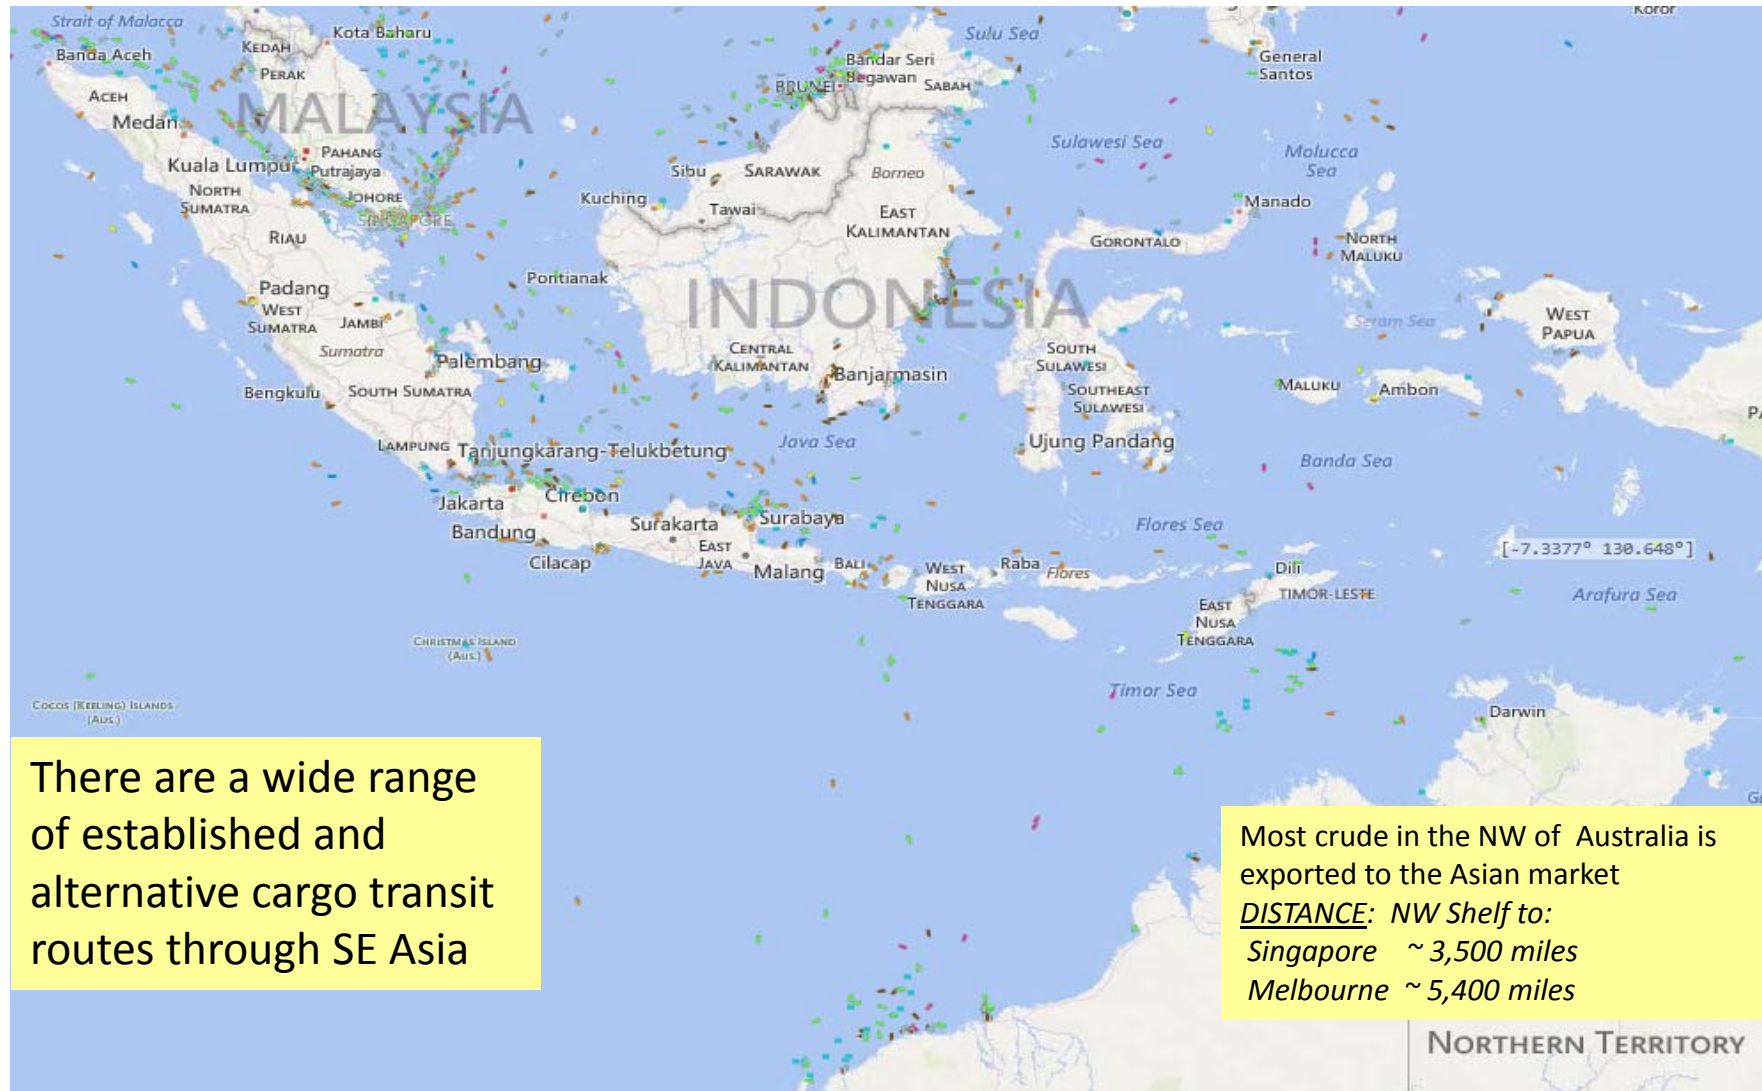 Strait of Malacca
Kota Baharu
Sulu Sea
Koror
Banda Aceh
KEDAH
Bandar Seri
Begawan
General
Santos
PERAK
BRUNEI
SABAH
ACEH
MALAYSIA
Medan
PAHANG
Sulawesi Sea
Molucca
Sea
Kuala Lumpur
Putrajaya
Sibu
SARAWAK
Borneo
NORTH
SUMATRA
JOHORE
Kuching
Tawai
Manado
SINGAPORE
EAST
KALIMANTAN
RIAU
GORONTALO
NORTH
MALUKU
Pontianak
Padang
INDONESIA
WEST
SUMATRA
JAMBI
Seram Sea
WEST
PAPUA
Sumatra
Palembang
CENTRAL
KALIMANTAN
SOUTH
SULAWESI
Banjarmasin
Bengkulu
SOUTH SUMATRA
SOUTHEAST
SULAWESI
MALUKU
Ambon
LAMPUNG
Tanjungkarang-Telukbetung
Java Sea
Ujung Pandang
Banda Sea
Jakarta
Cirebon
Bandung
Surakarta
Surabaya
Flores Sea
[-7.3377° 130.648°]
Cilacap
EAST
JAVA
Malang
BALI
WEST
NUSA
TENGGARA
Raba
Flores
Dili
TIMOR-LESTE
Arafura Sea
EAST
NUSA
TENGGARA
CHRISTMAS ISLAND
(AUS.)
Timor Sea
COCOS (KEELING) ISLANDS
(AUS.)
Darwin
There are a wide range
of established and
alternative cargo transit
routes through SE Asia
Most crude in the NW of Australia is
exported to the Asian market
DISTANCE: NW Shelf to:
Singapore ~ 3,500 miles
Melbourne ~ 5,400 miles
NORTHERN TERRITORY